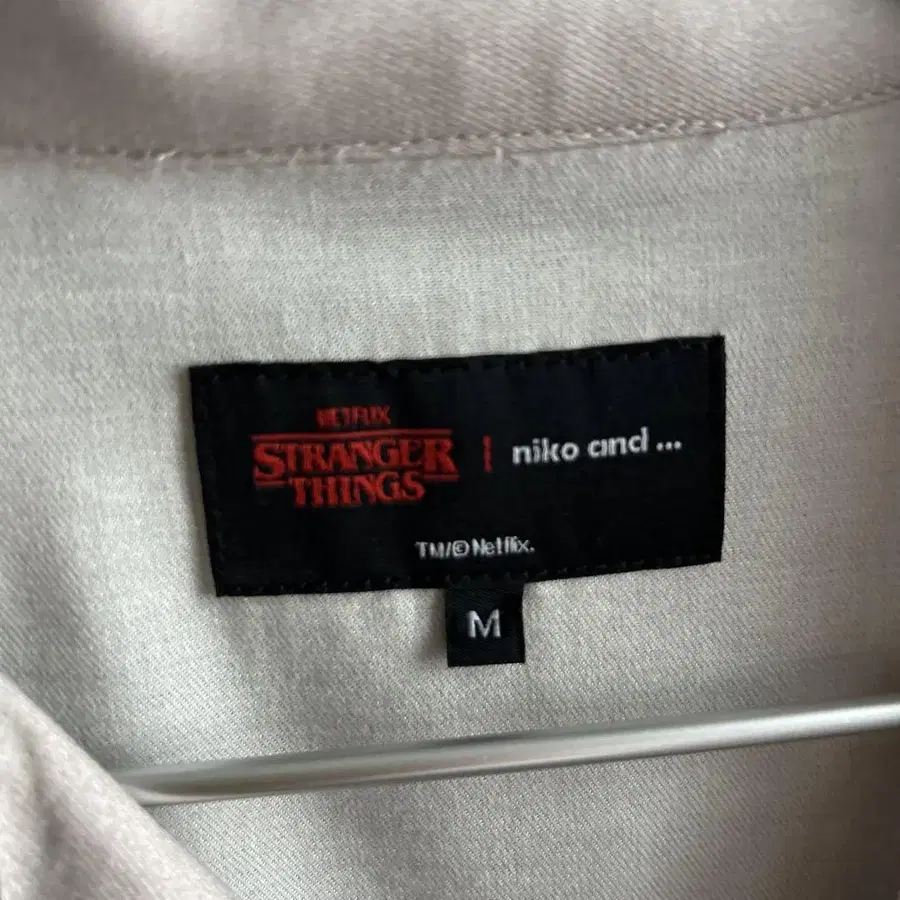 NETFLIX
STRANGER THINGS | niko and ...
TM/© Netflix.
M